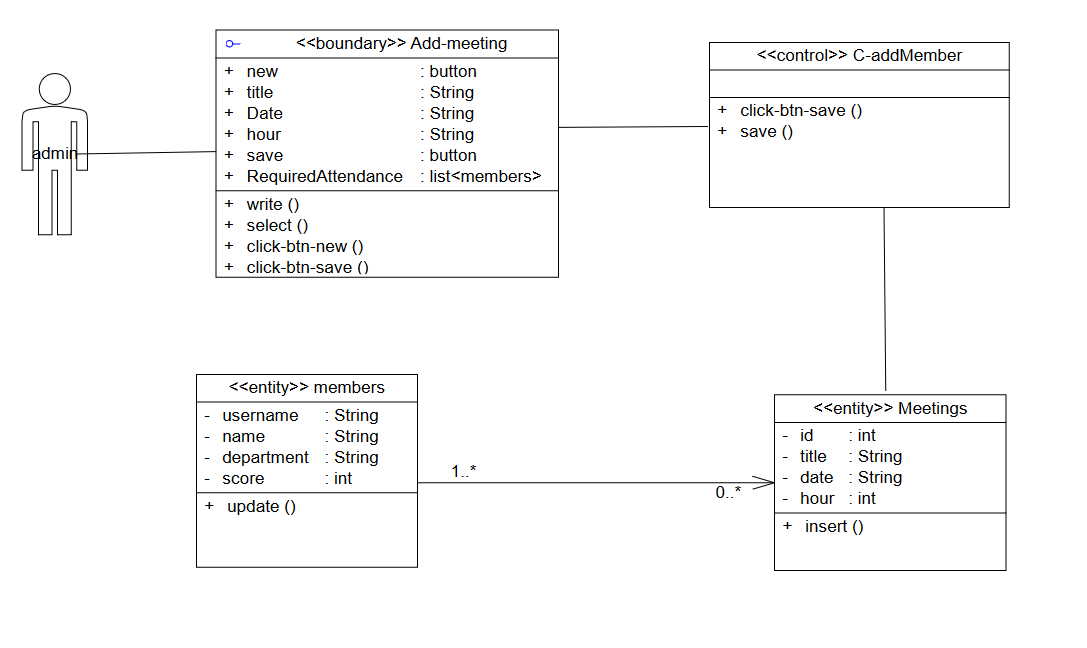 admin
<<boundary>> Add-meeting
+ new : button
+ title : String
+ Date : String
+ hour : String
+ save : button
+ RequiredAttendance : list<members>
+ write ()
+ select ()
+ click-btn-new ()
+ click-btn-save ()
<<control>> C-addMember
+ click-btn-save ()
+ save ()
<<entity>> members
- username : String
- name : String
- department : String
- score : int
+ update ()
1..*
0..*
<<entity>> Meetings
- id : int
- title : String
- date : String
- hour : int
+ insert ()